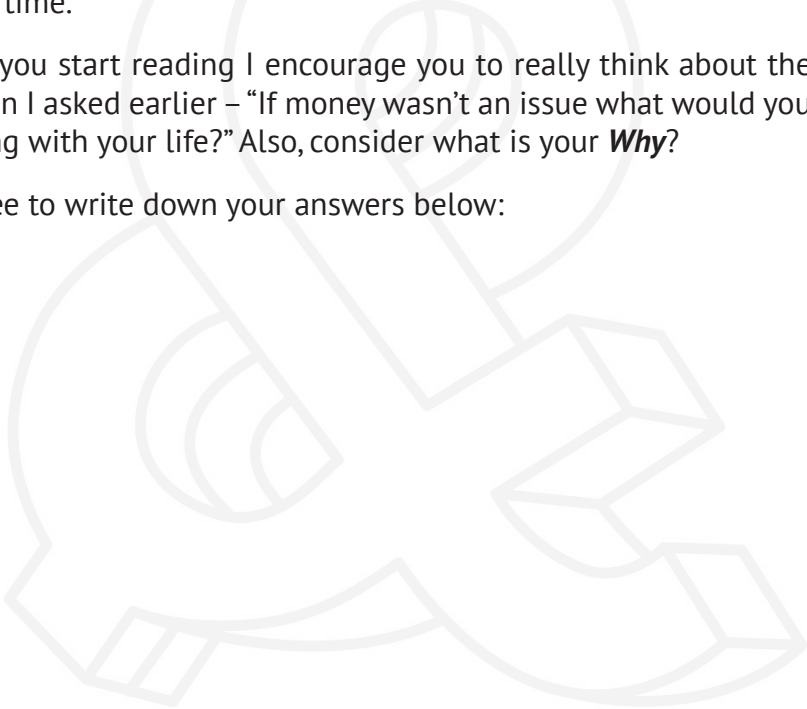 time.
you start reading I encourage you to really think about the
n I asked earlier – “If money wasn’t an issue what would you
g with your life?” Also, consider what is your Why?
ee to write down your answers below: